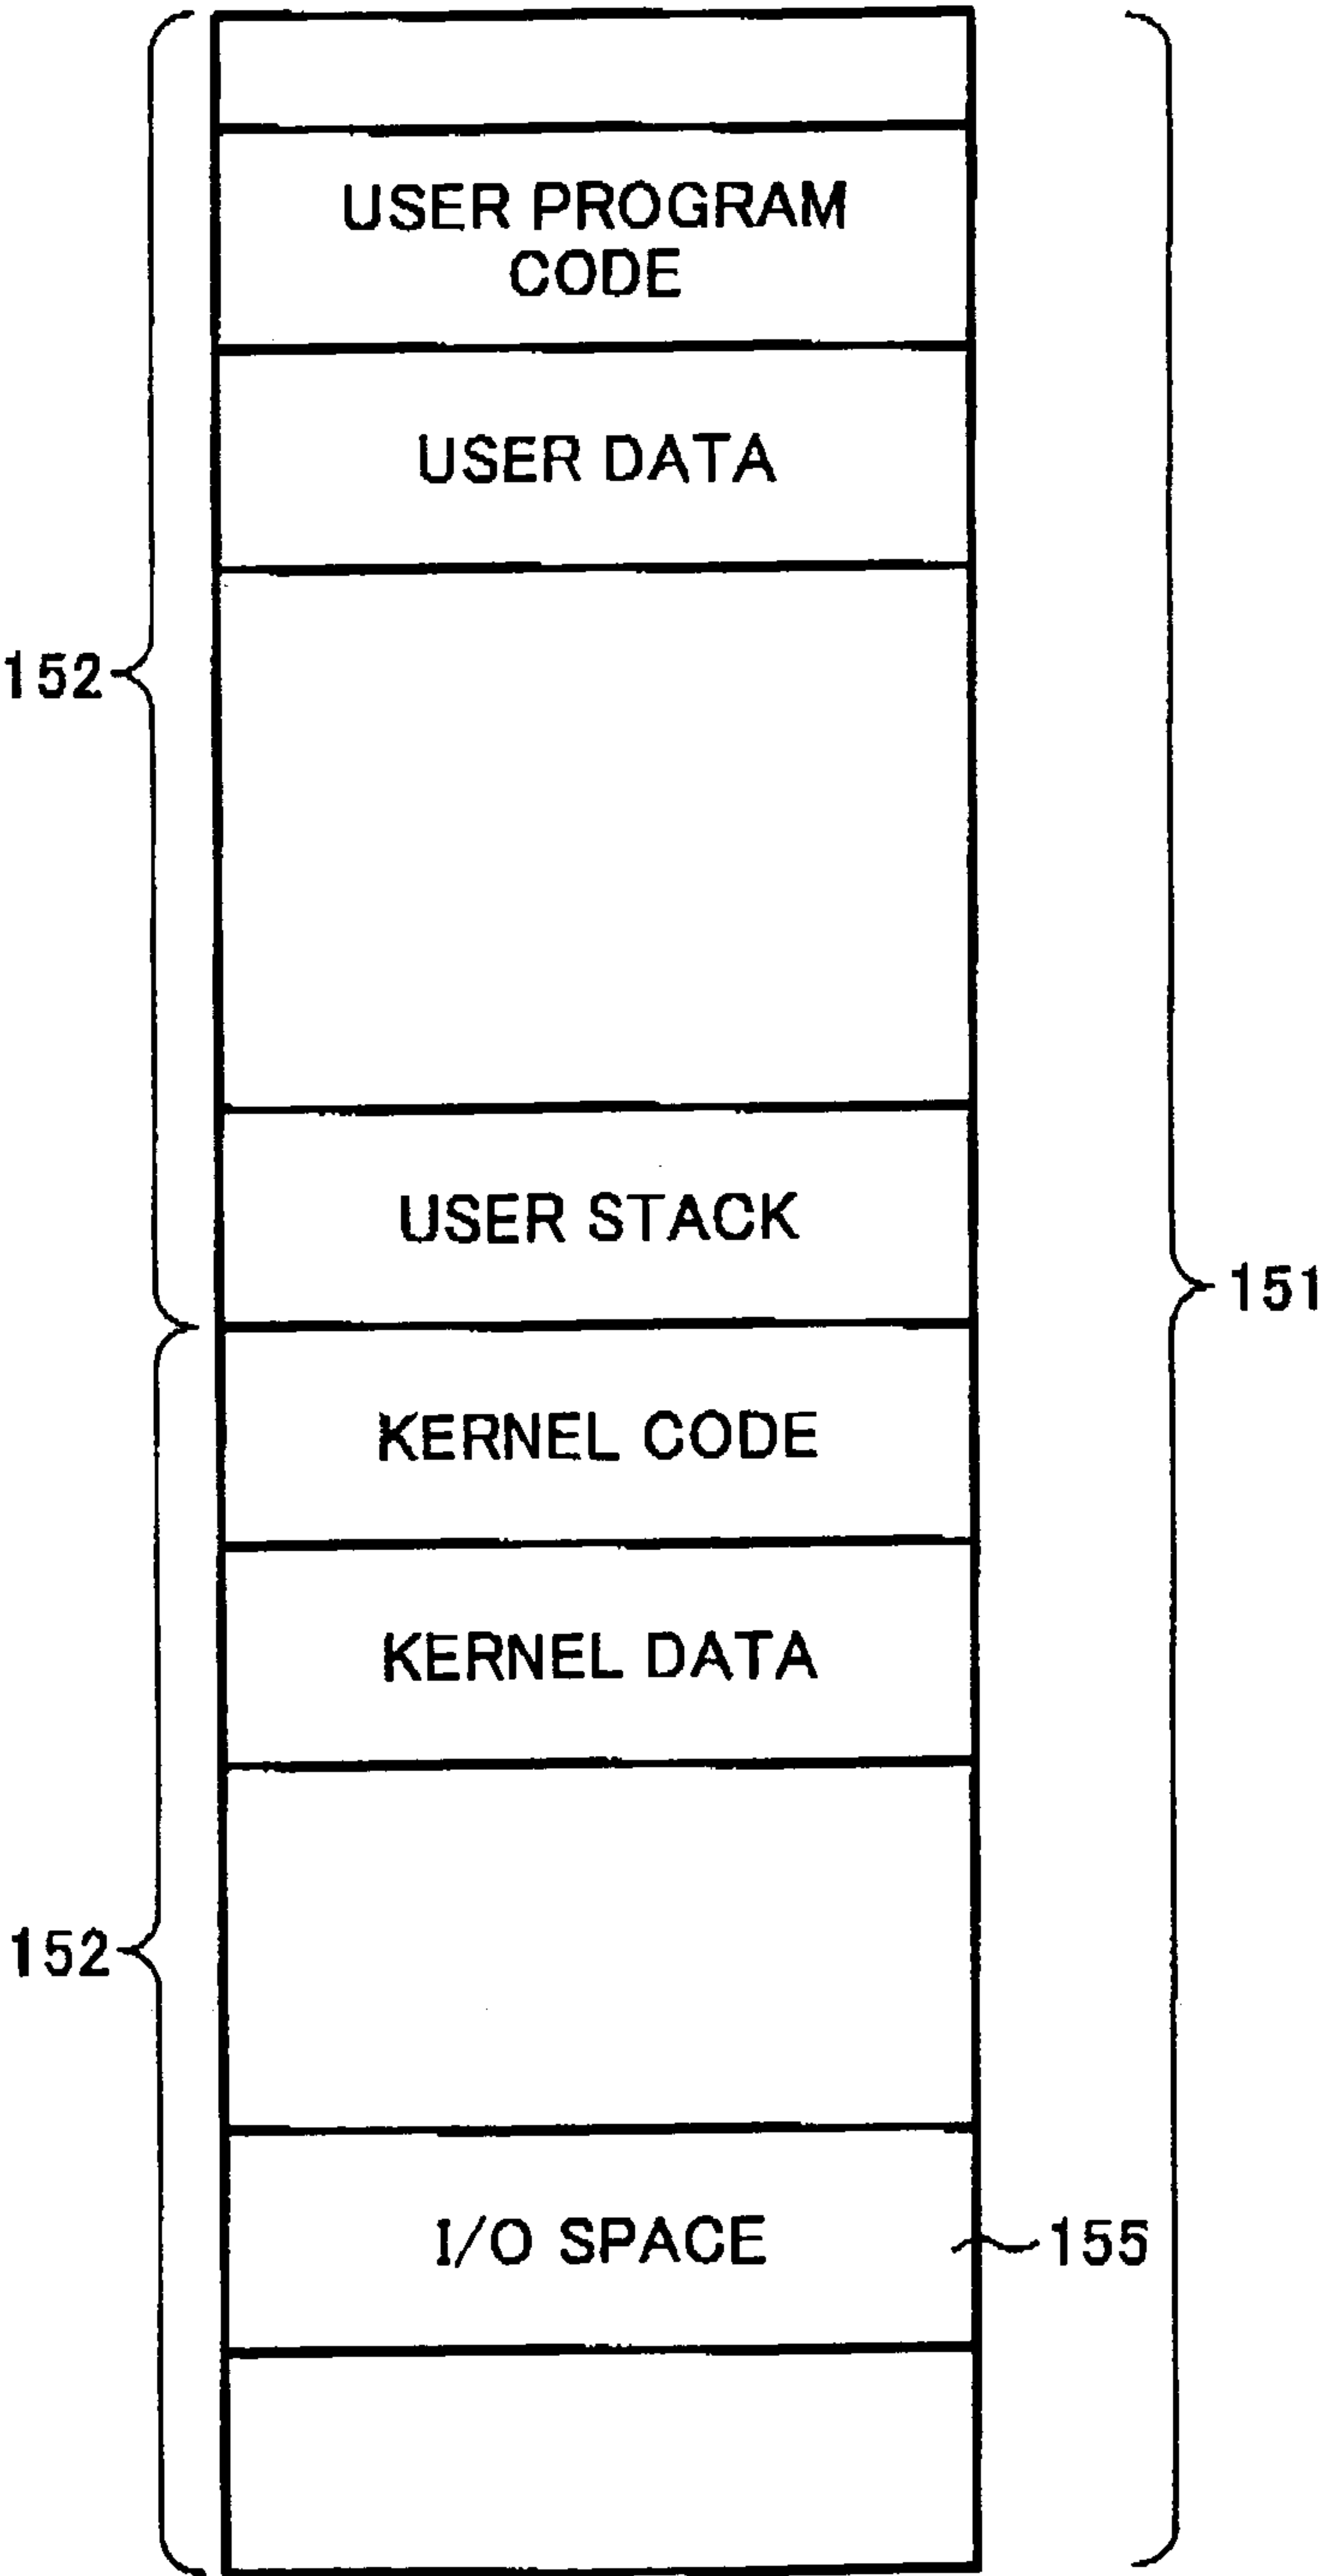 USER PROGRAM
CODE
USER DATA
152
USER STACK
151
KERNEL CODE
KERNEL DATA
152
I/O SPACE
155